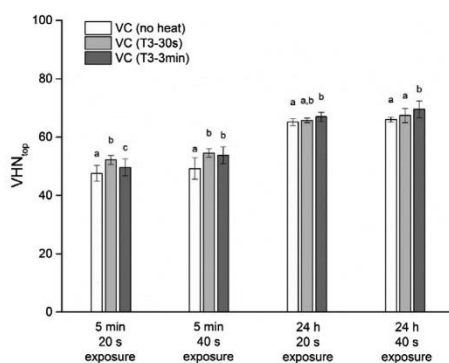 VC (no heat)
VC (T3-30s)
VC (T3-3min)
VHNtop
100
80
60
40
20
0
a b c
a b b
a a,b b
a a b
5 min 5 min 24 h 24 h
20 s 40 s 20 s 40 s
exposure exposure exposure exposure